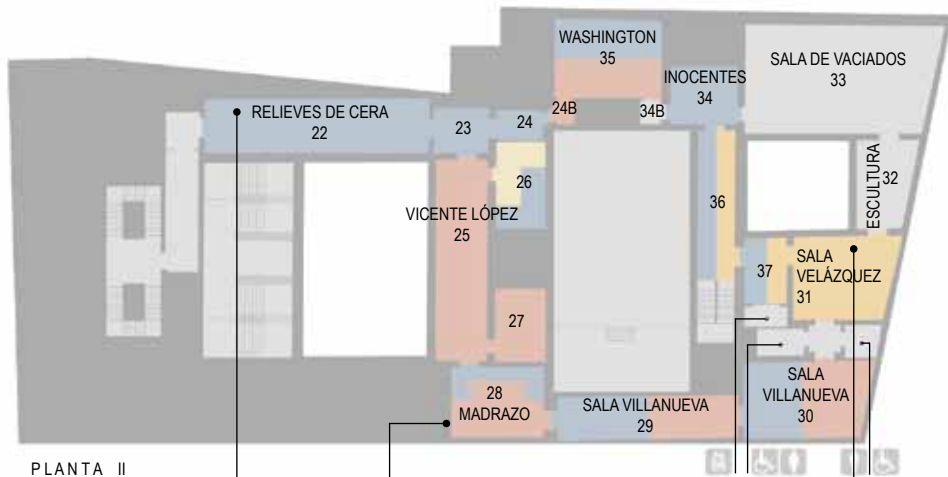 WASHINGTON
35
INOCENTES
34
SALA DE VACIADOS
33
RELIEVES DE CERA
22
23
24
24B
34B
26
ESCULTURA
32
36
VICENTE LÓPEZ
25
37
SALA
VELÁZQUEZ
31
27
28
MADRAZO
SALA VILLANUEVA
29
SALA
VILLANUEVA
30
PLANTA II